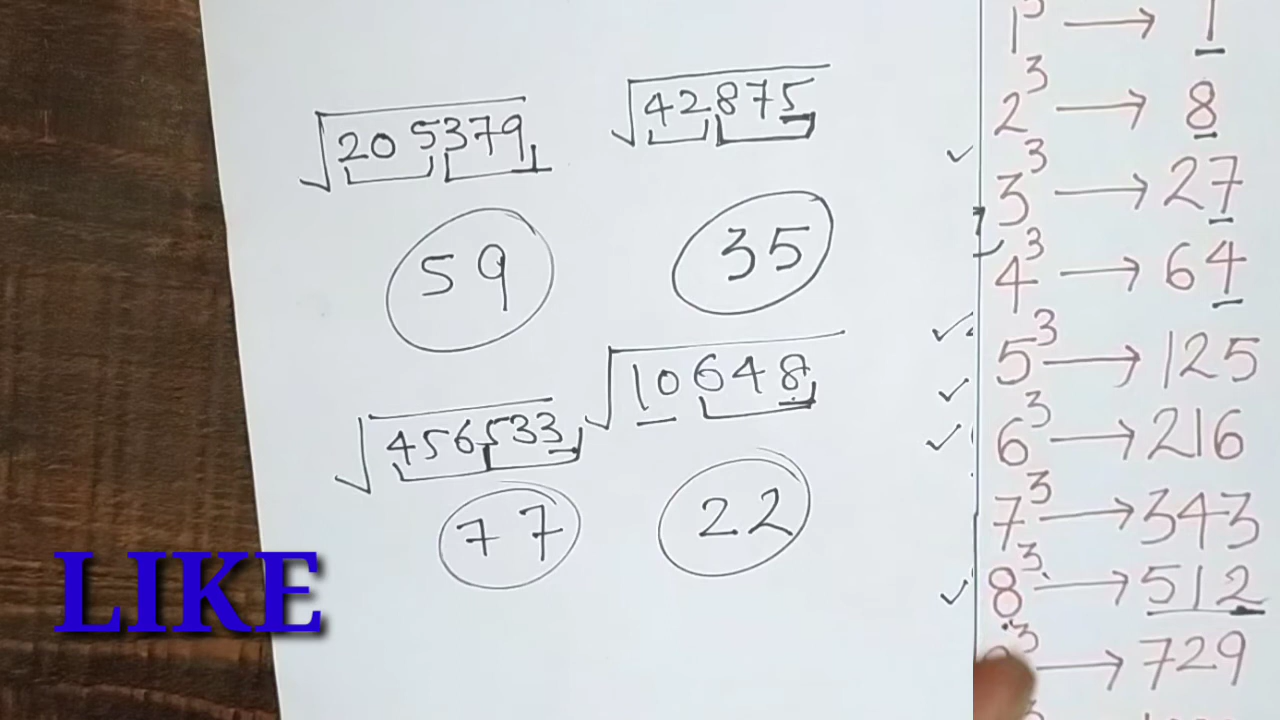 √205379
√42875
59
35
√456533
√10648
77
22
LIKE
1³ → 1
2³ → 8
3³ → 27
4³ → 64
5³ → 125
6³ → 216
7³ → 343
8³ → 512
³ → 729